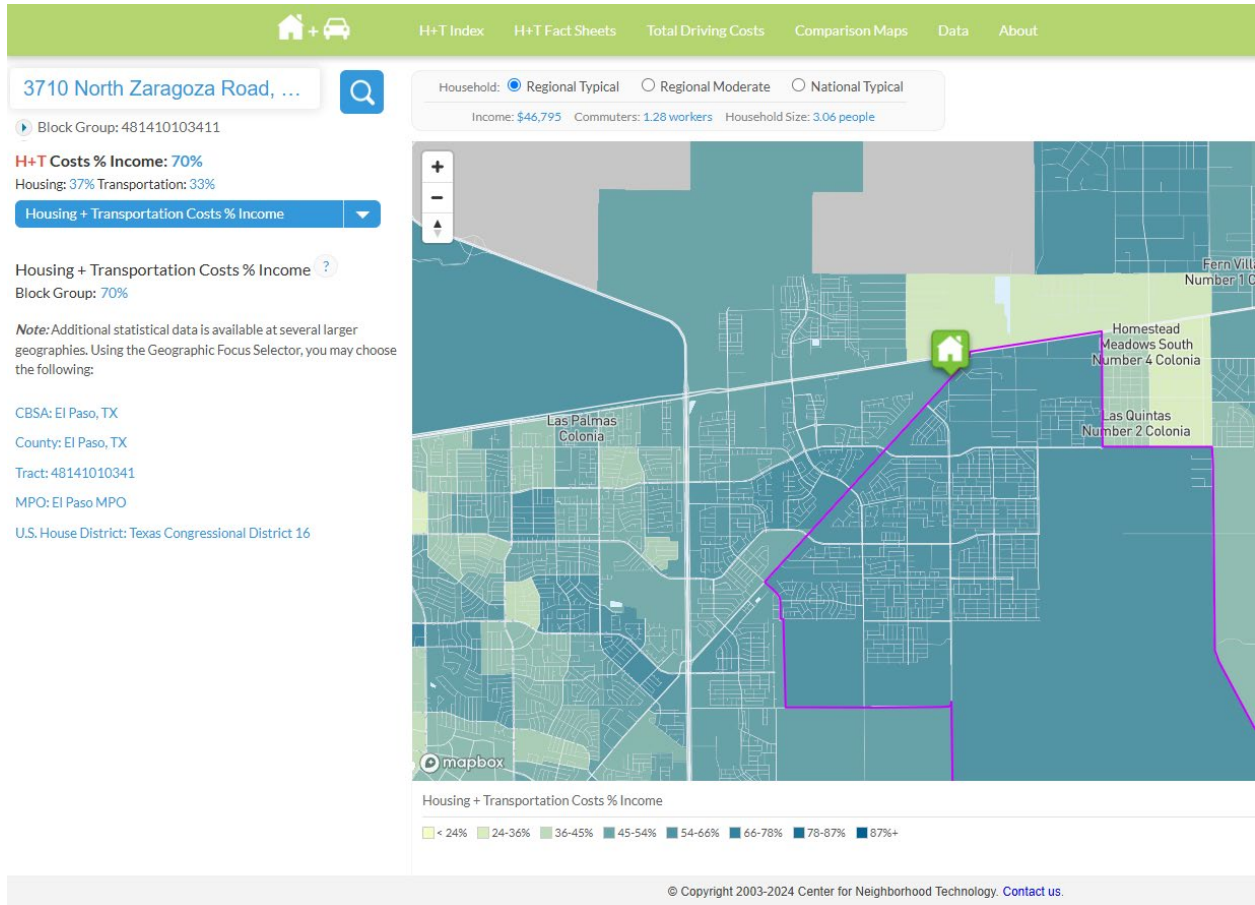 H+T Index H+T Fact Sheets Total Driving Costs Comparison Maps Data About
3710 North Zaragoza Road, ...
Block Group: 481410103411
H+T Costs % Income: 70%
Housing: 37% Transportation: 33%
Housing + Transportation Costs % Income
Housing + Transportation Costs % Income ?
Block Group: 70%
Note: Additional statistical data is available at several larger
geographies. Using the Geographic Focus Selector, you may choose
the following:
CBSA: El Paso, TX
County: El Paso, TX
Tract: 48141010341
MPO: El Paso MPO
U.S. House District: Texas Congressional District 16
Household: Regional Typical Regional Moderate National Typical
Income: $46,795 Commuters: 1.28 workers Household Size: 3.06 people
Fern Villa
Number 1 C
Homestead
Meadows South
Number 4 Colonia
Las Palmas
Colonia
Las Quintas
Number 2 Colonia
mapbox
Housing + Transportation Costs % Income
< 24% 24-36% 36-45% 45-54% 54-66% 66-78% 78-87% 87%+
© Copyright 2003-2024 Center for Neighborhood Technology. Contact us.